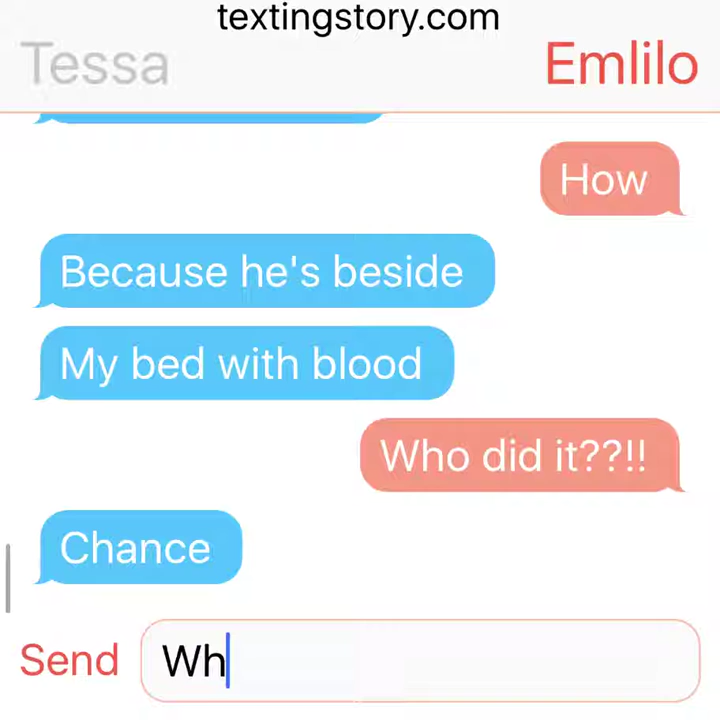 textingstory.com
Tessa
Emlilo
How
Because he's beside
My bed with blood
Who did it??!!
Chance
Send
Wh